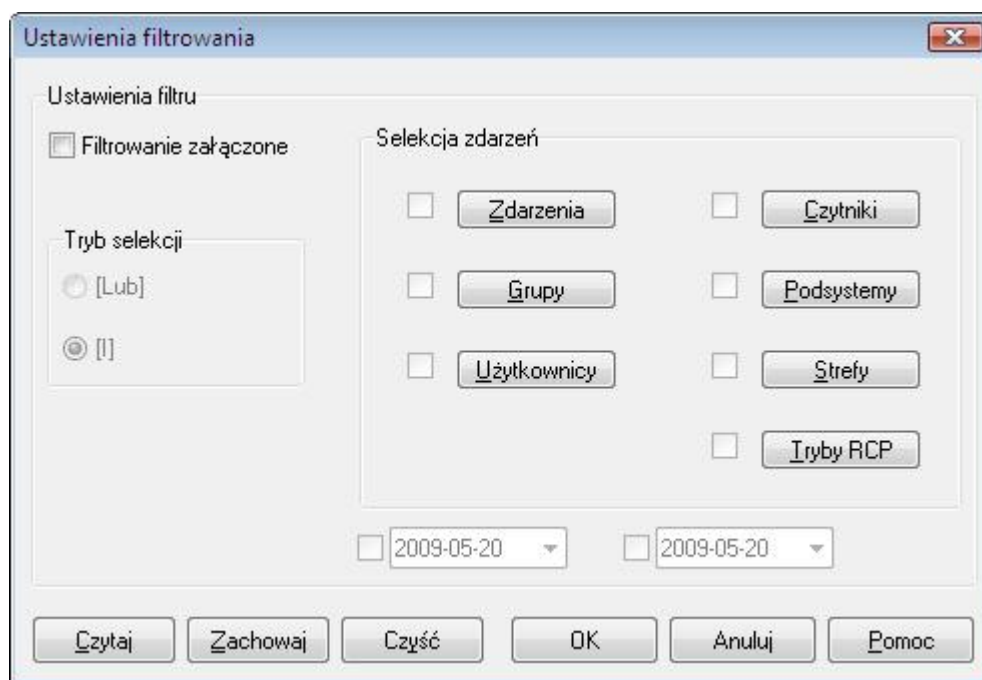 Ustawienia filtrowania
Ustawienia filtru
Filtrowanie załączone
Selekcja zdarzeń
Zdarzenia
Czytniki
Tryb selekcji
[Lub]
Grupy
Podsystemy
[I]
Użytkownicy
Strefy
Tryby RCP
2009-05-20
2009-05-20
Czytaj
Zachowaj
Czyść
OK
Anuluj
Pomoc